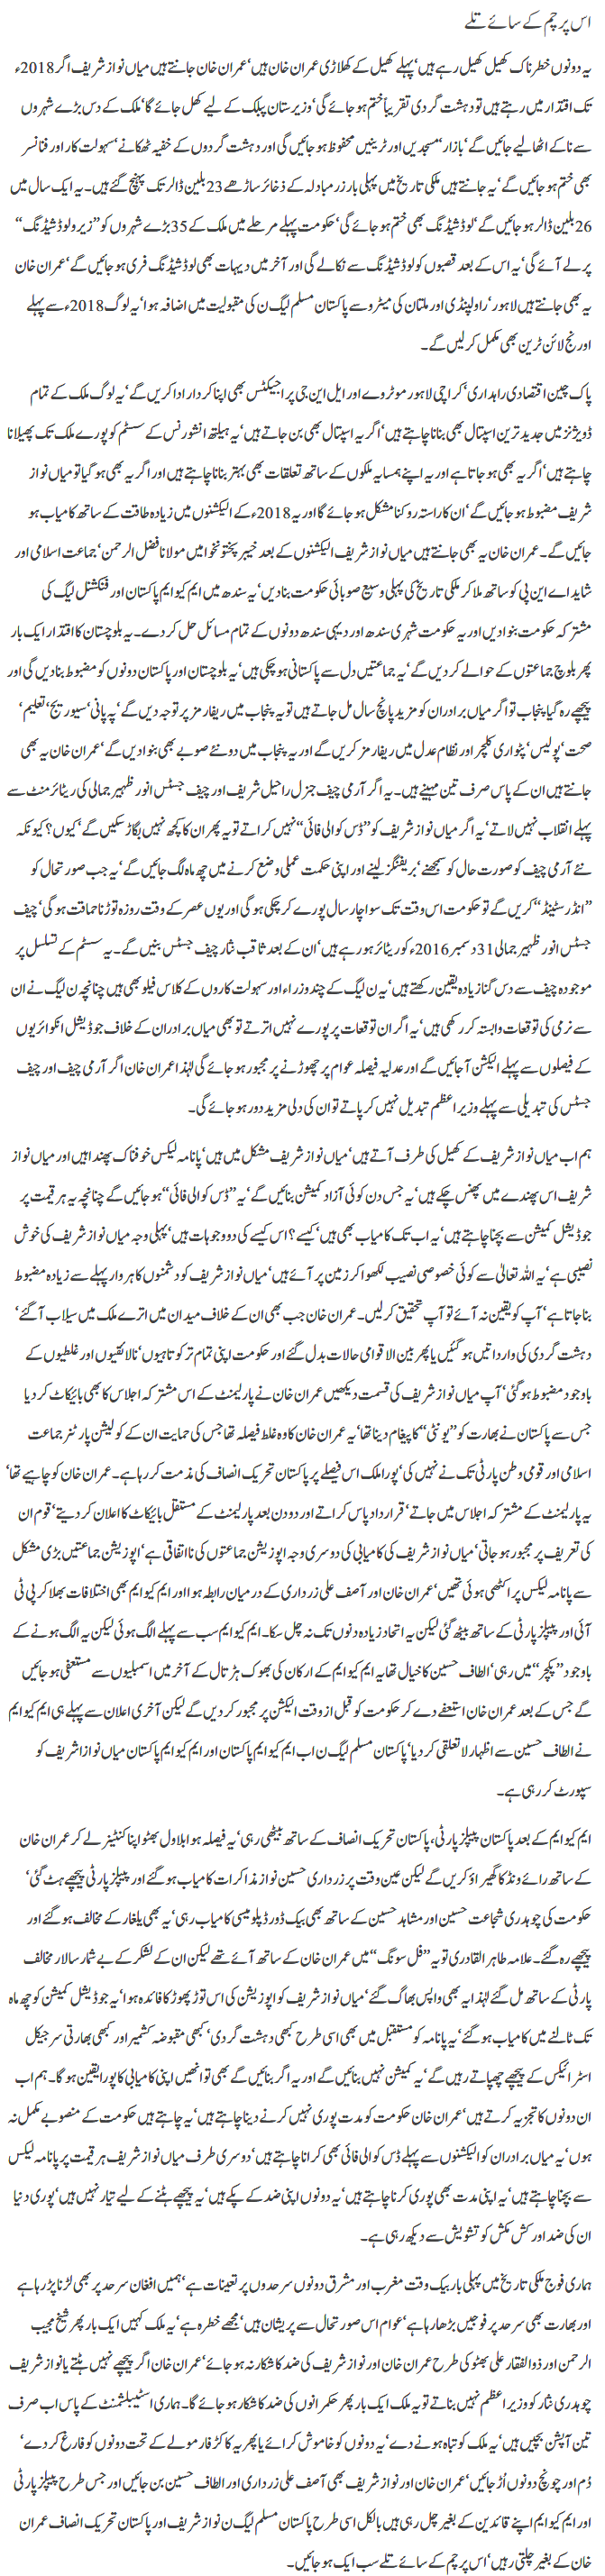 اس پرچم کے سائے تلے
یہ دونوں خطرناک کھیل کھیل رہے ہیں‘ پہلے کھیل کے کھلاڑی عمران خان ہیں‘ عمران خان جانتے ہیں میاں نواز شریف اگر 2018ء
تک اقتدار میں رہتے ہیں تو دہشت گردی تقریباً ختم ہو جائے گی‘ وزیرستان پبلک کے لیے کھل جائے گا‘ ملک کے دس بڑے شہروں
سے ناکے اٹھا لیے جائیں گے‘ بازار‘ مسجدیں اور ٹرینیں محفوظ ہو جائیں گی اور دہشت گردوں کے خفیہ ٹھکانے‘ سہولت کار اور فنانسر
بھی ختم ہو جائیں گے‘ یہ جانتے ہیں ملکی تاریخ میں پہلی بار زرمبادلہ کے ذخائر ساڑھے 23 بلین ڈالر تک پہنچ گئے ہیں۔ یہ ایک سال میں
26 بلین ڈالر ہو جائیں گے‘ لوڈ شیڈنگ بھی ختم ہو جائے گی‘ حکومت پہلے مرحلے میں ملک کے 35 بڑے شہروں کو ’’زیرو لوڈ شیڈنگ‘‘
پر لے آئے گی‘ یہ اس کے بعد قصبوں کو لوڈ شیڈنگ سے نکالے گی اور آخر میں دیہات بھی لوڈ شیڈنگ فری ہو جائیں گے‘ عمران خان
یہ بھی جانتے ہیں لاہور‘ راولپنڈی اور ملتان کی میٹرو سے پاکستان مسلم لیگ ن کی مقبولیت میں اضافہ ہوا‘ یہ لوگ 2018ء سے پہلے
اورنج لائن ٹرین بھی مکمل کر لیں گے۔
پاک چین اقتصادی راہداری‘ کراچی لاہور موٹر وے اور ایل این جی پراجیکٹس بھی اپنا کردار ادا کریں گے‘ یہ لوگ ملک کے تمام
ڈویژنز میں جدید ترین اسپتال بھی بنانا چاہتے ہیں‘ اگر یہ اسپتال بھی بن جاتے ہیں‘ یہ ہیلتھ انشورنس کے سسٹم کو پورے ملک تک پھیلانا
چاہتے ہیں‘ اگر یہ بھی ہو جاتا ہے اور یہ اپنے ہمسایہ ملکوں کے ساتھ تعلقات بھی بہتر بنانا چاہتے ہیں اور اگر یہ بھی ہو گیا تو میاں نواز
شریف مضبوط ہو جائیں گے‘ ان کا راستہ روکنا مشکل ہو جائے گا اور یہ 2018ء کے الیکشنوں میں زیادہ طاقت کے ساتھ کامیاب ہو
جائیں گے۔ عمران خان یہ بھی جانتے ہیں میاں نواز شریف الیکشنوں کے بعد خیبر پختونخوا میں مولانا فضل الرحمن‘ جماعت اسلامی اور
شاید اے این پی کو ساتھ ملا کر ملکی تاریخ کی پہلی وسیع صوبائی حکومت بنا دیں‘ یہ سندھ میں ایم کیو ایم پاکستان اور فنکشنل لیگ کی
مشترکہ حکومت بنوا دیں اور یہ حکومت شہری سندھ اور دیہی سندھ دونوں کے تمام مسائل حل کر دے۔ یہ بلوچستان کا اقتدار ایک بار
پھر بلوچ جماعتوں کے حوالے کر دیں گے‘ یہ جماعتیں دل سے پاکستانی ہو چکی ہیں‘ یہ بلوچستان اور پاکستان دونوں کو مضبوط بنا دیں گی اور
پیچھے رہ گیا پنجاب تو اگر میاں برادران کو مزید پانچ سال مل جاتے ہیں تو یہ پنجاب میں ریفارمز پر توجہ دیں گے‘ یہ پانی‘ سیوریج‘ تعلیم‘
صحت‘ پولیس‘ پٹواری کلچر اور نظام عدل میں ریفارمز کریں گے اور یہ پنجاب میں دو نئے صوبے بھی بنوا دیں گے‘ عمران خان یہ بھی
جانتے ہیں ان کے پاس صرف تین مہینے ہیں۔ یہ اگر آرمی چیف جنرل راحیل شریف اور چیف جسٹس انور ظہیر جمالی کی ریٹائرمنٹ سے
پہلے انقلاب نہیں لاتے‘ یہ اگر میاں نواز شریف کو ’’ڈس کوالی فائی‘‘ نہیں کراتے تو یہ پھر ان کا کچھ نہیں بگاڑ سکیں گے‘ کیوں؟ کیونکہ
نئے آرمی چیف کو صورت حال کو سمجھنے‘ بریفنگز لینے اور اپنی حکمت عملی وضع کرنے میں چھ ماہ لگ جائیں گے‘ یہ جب صورتحال کو
’’انڈر سٹینڈ‘‘ کریں گے تو حکومت اس وقت تک سوا چار سال پورے کر چکی ہو گی اور یوں عصر کے وقت روزہ توڑنا حماقت ہو گی‘ چیف
جسٹس انور ظہیر جمالی 31 دسمبر 2016ء کو ریٹائر ہو رہے ہیں‘ ان کے بعد ثاقب نثار چیف جسٹس بنیں گے۔ یہ سسٹم کے تسلسل پر
موجودہ چیف سے دس گنا زیادہ یقین رکھتے ہیں‘ یہ ن لیگ کے چند وزراء اور سہولت کاروں کے کلاس فیلو بھی ہیں چنانچہ ن لیگ نے ان
سے نرمی کی توقعات وابستہ کر رکھی ہیں‘ یہ اگر ان توقعات پر پورے نہیں اترتے تو بھی میاں برادران کے خلاف جوڈیشل انکوائریوں
کے فیصلوں سے پہلے الیکشن آ جائیں گے اور عدلیہ فیصلہ عوام پر چھوڑنے پر مجبور ہو جائے گی لہٰذا عمران خان اگر آرمی چیف اور چیف
جسٹس کی تبدیلی سے پہلے وزیراعظم تبدیل نہیں کر پاتے تو ان کی دلی مزید دور ہو جائے گی۔
ہم اب میاں نواز شریف کے کھیل کی طرف آتے ہیں‘ میاں نواز شریف مشکل میں ہیں‘ پانامہ لیکس خوفناک پھندا ہیں اور میاں نواز
شریف اس پھندے میں پھنس چکے ہیں‘ یہ جس دن کوئی آزاد کمیشن بنائیں گے‘ یہ ’’ڈس کوالی فائی‘‘ ہو جائیں گے چنانچہ یہ ہر قیمت پر
جوڈیشل کمیشن سے بچنا چاہتے ہیں‘ یہ اب تک کامیاب بھی ہیں‘ کیسے؟ اس کیسے کی دو وجوہات ہیں‘ پہلی وجہ میاں نواز شریف کی خوش
نصیبی ہے‘ یہ اللہ تعالیٰ سے کوئی خصوصی نصیب لکھوا کر زمین پر آئے ہیں‘ میاں نواز شریف کو دشمنوں کا ہر وار پہلے سے زیادہ مضبوط
بنا جاتا ہے‘ آپ کو یقین نہ آئے تو آپ تحقیق کر لیں۔ عمران خان جب بھی ان کے خلاف میدان میں اترے ملک میں سیلاب آ گئے‘
دہشت گردی کی وارداتیں ہو گئیں یا پھر بین الاقوامی حالات بدل گئے اور حکومت اپنی تمام تر کوتاہیوں‘ نالائقیوں اور غلطیوں کے
باوجود مضبوط ہو گئی‘ آپ میاں نواز شریف کی قسمت دیکھیں عمران خان نے پارلیمنٹ کے اس مشترکہ اجلاس کا بھی بائیکاٹ کر دیا
جس سے پاکستان نے بھارت کو ’’یونٹی‘‘ کا پیغام دینا تھا‘ یہ عمران خان کا وہ غلط فیصلہ تھا جس کی حمایت ان کے کولیشن پارٹنر جماعت
اسلامی اور قومی وطن پارٹی تک نے نہیں کی‘ پورا ملک اس فیصلے پر پاکستان تحریک انصاف کی مذمت کر رہا ہے۔ عمران خان کو چاہیے تھا‘
یہ پارلیمنٹ کے مشترکہ اجلاس میں جاتے‘ قرارداد پاس کراتے اور دو دن بعد پارلیمنٹ کے مستقل بائیکاٹ کا اعلان کر دیتے‘ قوم ان
کی تعریف پر مجبور ہو جاتی‘ میاں نواز شریف کی کامیابی کی دوسری وجہ اپوزیشن جماعتوں کی نااتفاقی ہے‘ اپوزیشن جماعتیں بڑی مشکل
سے پانامہ لیکس پر اکٹھی ہوئی تھیں‘ عمران خان اور آصف علی زرداری کے درمیان رابطہ ہوا اور ایم کیو ایم بھی اختلافات بھلا کر پی ٹی
آئی اور پیپلز پارٹی کے ساتھ بیٹھ گئی لیکن یہ اتحاد زیادہ دنوں تک نہ چل سکا۔ ایم کیو ایم سب سے پہلے الگ ہوئی لیکن یہ الگ ہونے کے
باوجود ’’پکچر‘‘ میں رہی‘ الطاف حسین کا خیال تھا یہ ایم کیو ایم کے ارکان کی بھوک ہڑتال کے آخر میں اسمبلیوں سے مستعفی ہو جائیں
گے جس کے بعد عمران خان استعفے دے کر حکومت کو قبل از وقت الیکشن پر مجبور کر دیں گے لیکن آخری اعلان سے پہلے ہی ایم کیو ایم
نے الطاف حسین سے اظہار لاتعلقی کر دیا‘ پاکستان مسلم لیگ ن اب ایم کیو ایم پاکستان اور ایم کیو ایم پاکستان میاں نواز شریف کو
سپورٹ کر رہی ہے۔
ایم کیو ایم کے بعد پاکستان پیپلز پارٹی‘ پاکستان تحریک انصاف کے ساتھ بیٹھی رہی‘ یہ فیصلہ ہوا بلاول بھٹو اپنا کنٹینر لے کر عمران خان
کے ساتھ رائے ونڈ کا گھیراؤ کریں گے لیکن عین وقت پر زرداری حسین نواز مذاکرات کامیاب ہو گئے اور پیپلز پارٹی پیچھے ہٹ گئی‘
حکومت کی چوہدری شجاعت حسین اور مشاہد حسین کے ساتھ بھی بیک ڈور ڈپلومیسی کامیاب رہی‘ یہ بھی یلغار کے مخالف ہو گئے اور
پیچھے رہ گئے۔ علامہ طاہر القادری تو یہ ’’فل سونگ‘‘ میں عمران خان کے ساتھ آئے تھے لیکن ان کے لشکر کے بے شمار سالار مخالف
پارٹی کے ساتھ مل گئے لہٰذا یہ بھی واپس بھاگ گئے‘ میاں نواز شریف کو اپوزیشن کی اس توڑ پھوڑ کا فائدہ ہوا‘ یہ جوڈیشل کمیشن کو چھ ماہ
تک ٹالنے میں کامیاب ہو گئے‘ یہ پانامہ کو مستقبل میں بھی اسی طرح کبھی دہشت گردی‘ کبھی مقبوضہ کشمیر اور کبھی بھارتی سرجیکل
اسٹرائیکس کے پیچھے چھپاتے رہیں گے‘ یہ کمیشن نہیں بنائیں گے اور یہ اگر بنائیں گے بھی تو انھیں اپنی کامیابی کا پورا یقین ہو گا۔ ہم اب
ان دونوں کا تجزیہ کرتے ہیں‘ عمران خان حکومت کو مدت پوری نہیں کرنے دینا چاہتے ہیں‘ یہ چاہتے ہیں حکومت کے منصوبے مکمل نہ
ہوں‘ یہ میاں برادران کو الیکشنوں سے پہلے ڈس کوالی فائی بھی کرانا چاہتے ہیں‘ دوسری طرف میاں نواز شریف ہر قیمت پر پانامہ لیکس
سے بچنا چاہتے ہیں‘ یہ اپنی مدت بھی پوری کرنا چاہتے ہیں‘ یہ دونوں اپنی ضد کے پکے ہیں‘ یہ پیچھے ہٹنے کے لیے تیار نہیں ہیں‘ پوری دنیا
ان کی ضد اور کش مکش کو تشویش سے دیکھ رہی ہے۔
ہماری فوج ملکی تاریخ میں پہلی بار بیک وقت مغرب اور مشرق دونوں سرحدوں پر تعینات ہے‘ ہمیں افغان سرحد پر بھی لڑنا پڑ رہا ہے
اور بھارت بھی سرحد پر فوجیں بڑھا رہا ہے‘ عوام اس صورتحال سے پریشان ہیں‘ مجھے خطرہ ہے‘ یہ ملک کہیں ایک بار پھر شیخ مجیب
الرحمن اور ذوالفقار علی بھٹو کی طرح عمران خان اور نواز شریف کی ضد کا شکار نہ ہو جائے‘ عمران خان اگر پیچھے نہیں ہٹتے یا نواز شریف
چوہدری نثار کو وزیراعظم نہیں بناتے تو یہ ملک ایک بار پھر حکمرانوں کی ضد کا شکار ہو جائے گا۔ ہماری اسٹیبلشمنٹ کے پاس اب صرف
تین آپشن بچیں ہیں‘ یہ ملک کو تباہ ہونے دے‘ یہ دونوں کو خاموش کرائے یا پھر یہ کاکڑ فارمولے کے تحت دونوں کو فارغ کر دے‘
دُم اور چونچ دونوں اُڑ جائیں‘ عمران خان اور نواز شریف بھی آصف علی زرداری اور الطاف حسین بن جائیں اور جس طرح پیپلز پارٹی
اور ایم کیو ایم اپنے قائدین کے بغیر چل رہی ہیں بالکل اسی طرح پاکستان مسلم لیگ ن نواز شریف اور پاکستان تحریک انصاف عمران
خان کے بغیر چلتی رہیں‘ اس پرچم کے سائے تلے سب ایک ہو جائیں۔